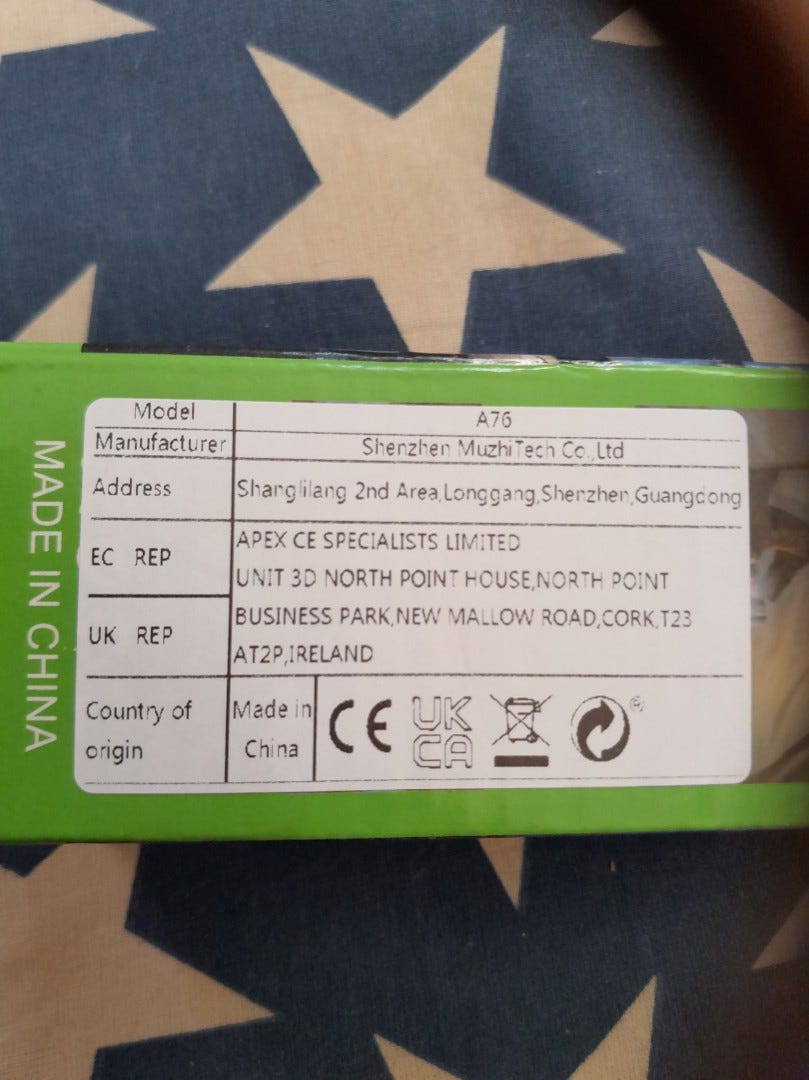 MADE IN CHINA
Model A76
Manufacturer Shenzhen MuzhiTech Co.,Ltd
Address Shanglilang 2nd Area,Longgang,Shenzhen,Guangdong
EC REP
UK REP
APEX CE SPECIALISTS LIMITED
UNIT 3D NORTH POINT HOUSE,NORTH POINT
BUSINESS PARK,NEW MALLOW ROAD,CORK,T23
AT2P,IRELAND
Country of
origin
Made in
China
CE
UK
CA
®